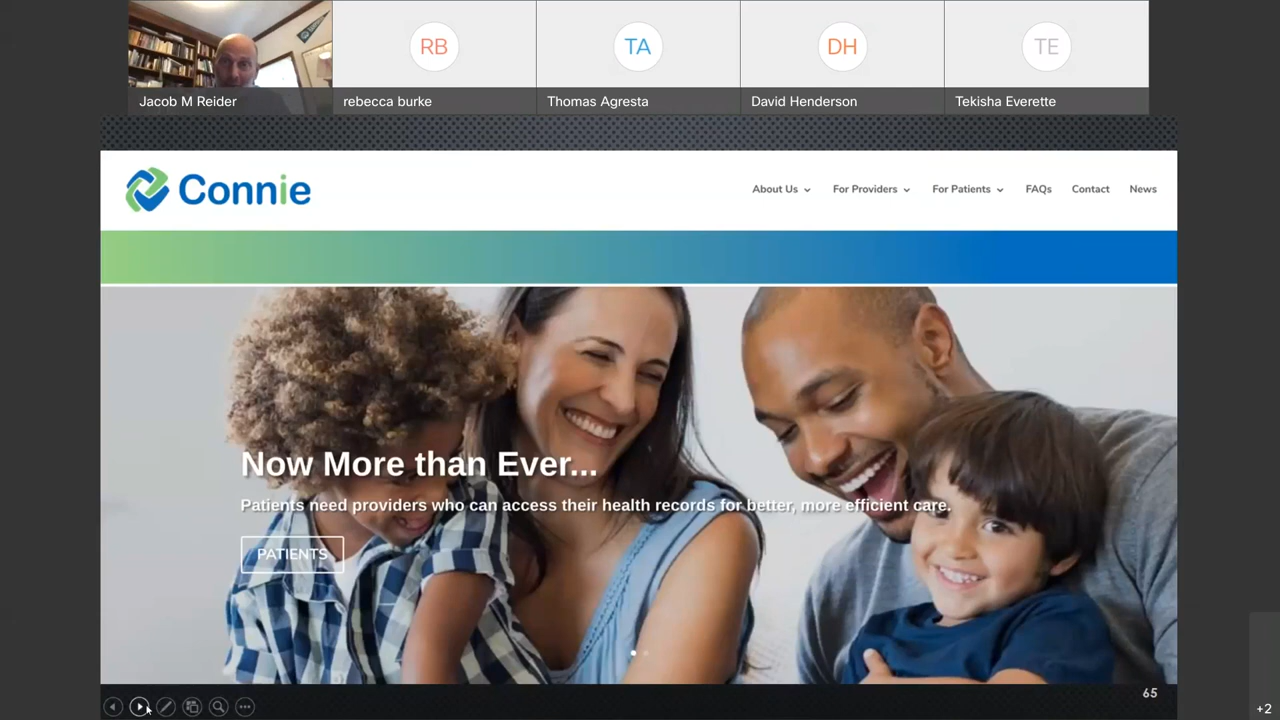 RB
TA
DH
TE
Jacob M Reider
rebecca burke
Thomas Agresta
David Henderson
Tekisha Everette
Connie
About Us
For Providers
For Patients
FAQs
Contact
News
Now More than Ever...
Patients need providers who can access their health records for better, more efficient care.
PATIENTS
65
+2